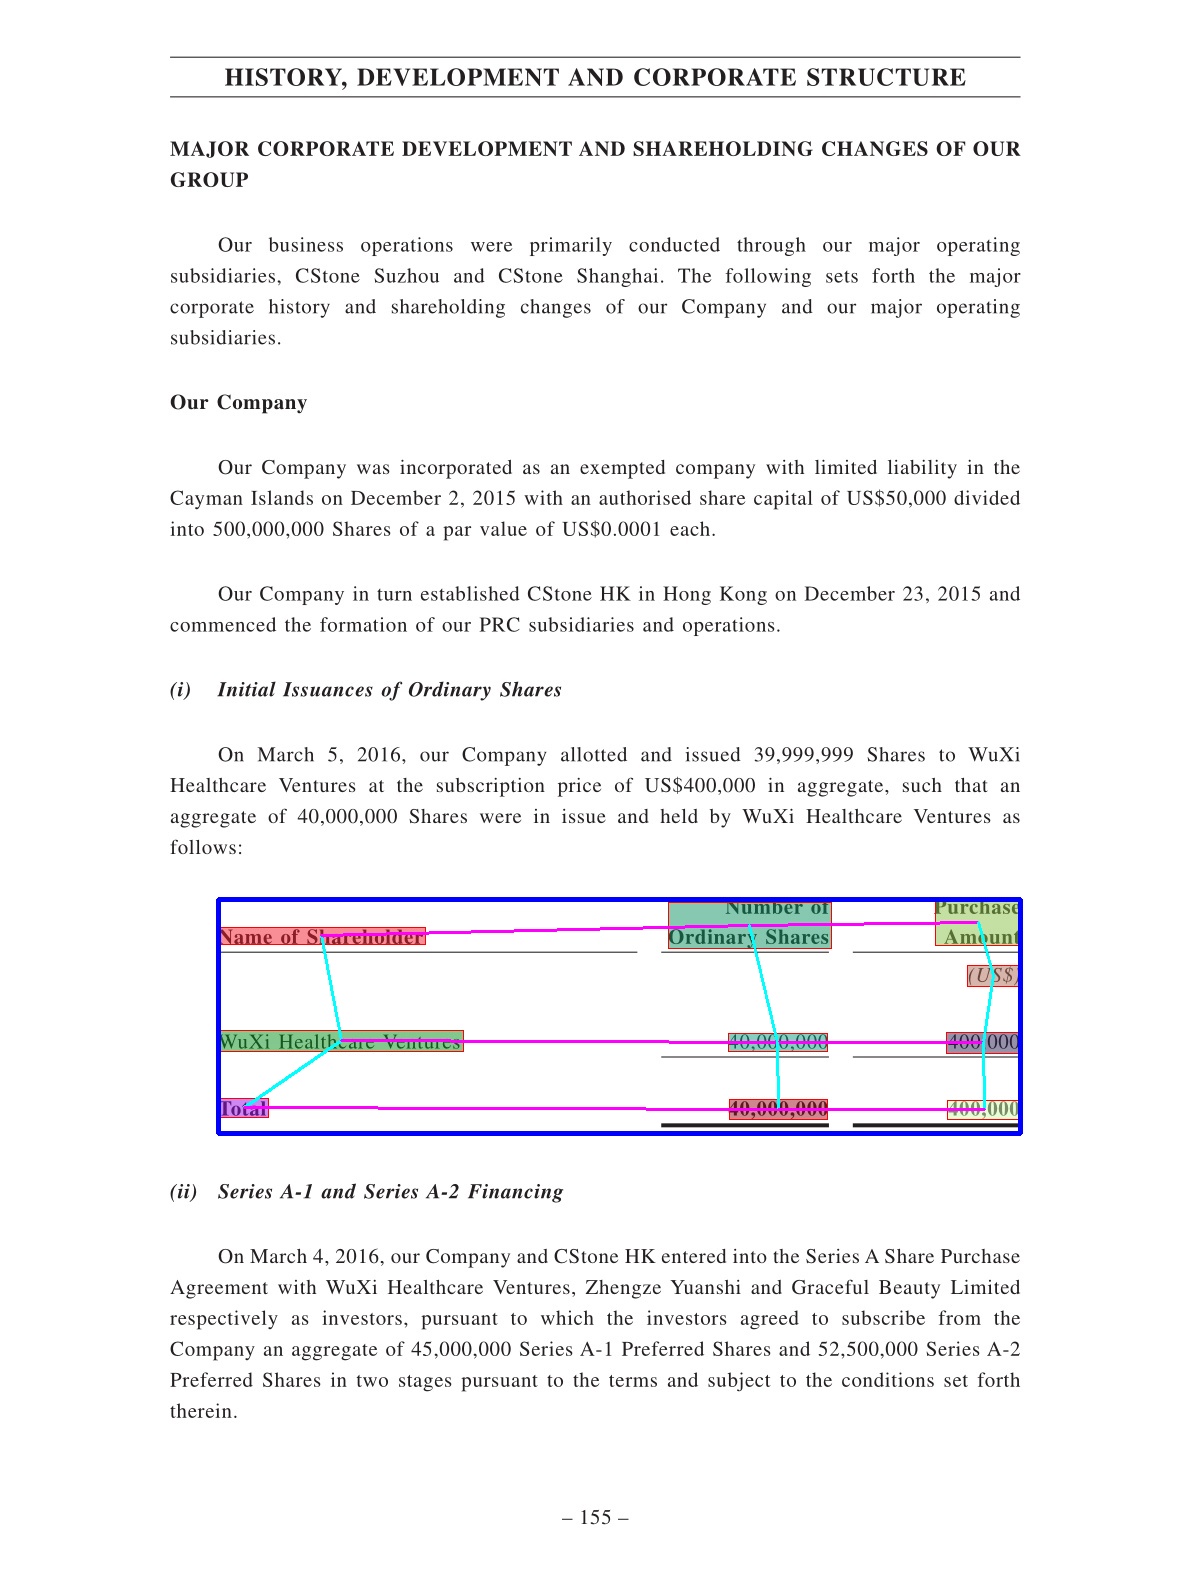 HISTORY, DEVELOPMENT AND CORPORATE STRUCTURE
MAJOR CORPORATE DEVELOPMENT AND SHAREHOLDING CHANGES OF OUR
GROUP
Our business operations were primarily conducted through our major operating
subsidiaries, CStone Suzhou and CStone Shanghai. The following sets forth the major
corporate history and shareholding changes of our Company and our major operating
subsidiaries.
Our Company
Our Company was incorporated as an exempted company with limited liability in the
Cayman Islands on December 2, 2015 with an authorised share capital of US$50,000 divided
into 500,000,000 Shares of a par value of US$0.0001 each.
Our Company in turn established CStone HK in Hong Kong on December 23, 2015 and
commenced the formation of our PRC subsidiaries and operations.
(i) Initial Issuances of Ordinary Shares
On March 5, 2016, our Company allotted and issued 39,999,999 Shares to WuXi
Healthcare Ventures at the subscription price of US$400,000 in aggregate, such that an
aggregate of 40,000,000 Shares were in issue and held by WuXi Healthcare Ventures as
follows:
Number of Purchase
Name of Shareholder Ordinary Shares Amount
(US$)
WuXi Healthcare Ventures 40,000,000 400,000
Total 40,000,000 400,000
(ii) Series A-1 and Series A-2 Financing
On March 4, 2016, our Company and CStone HK entered into the Series A Share Purchase
Agreement with WuXi Healthcare Ventures, Zhengze Yuanshi and Graceful Beauty Limited
respectively as investors, pursuant to which the investors agreed to subscribe from the
Company an aggregate of 45,000,000 Series A-1 Preferred Shares and 52,500,000 Series A-2
Preferred Shares in two stages pursuant to the terms and subject to the conditions set forth
therein.
– 155 –